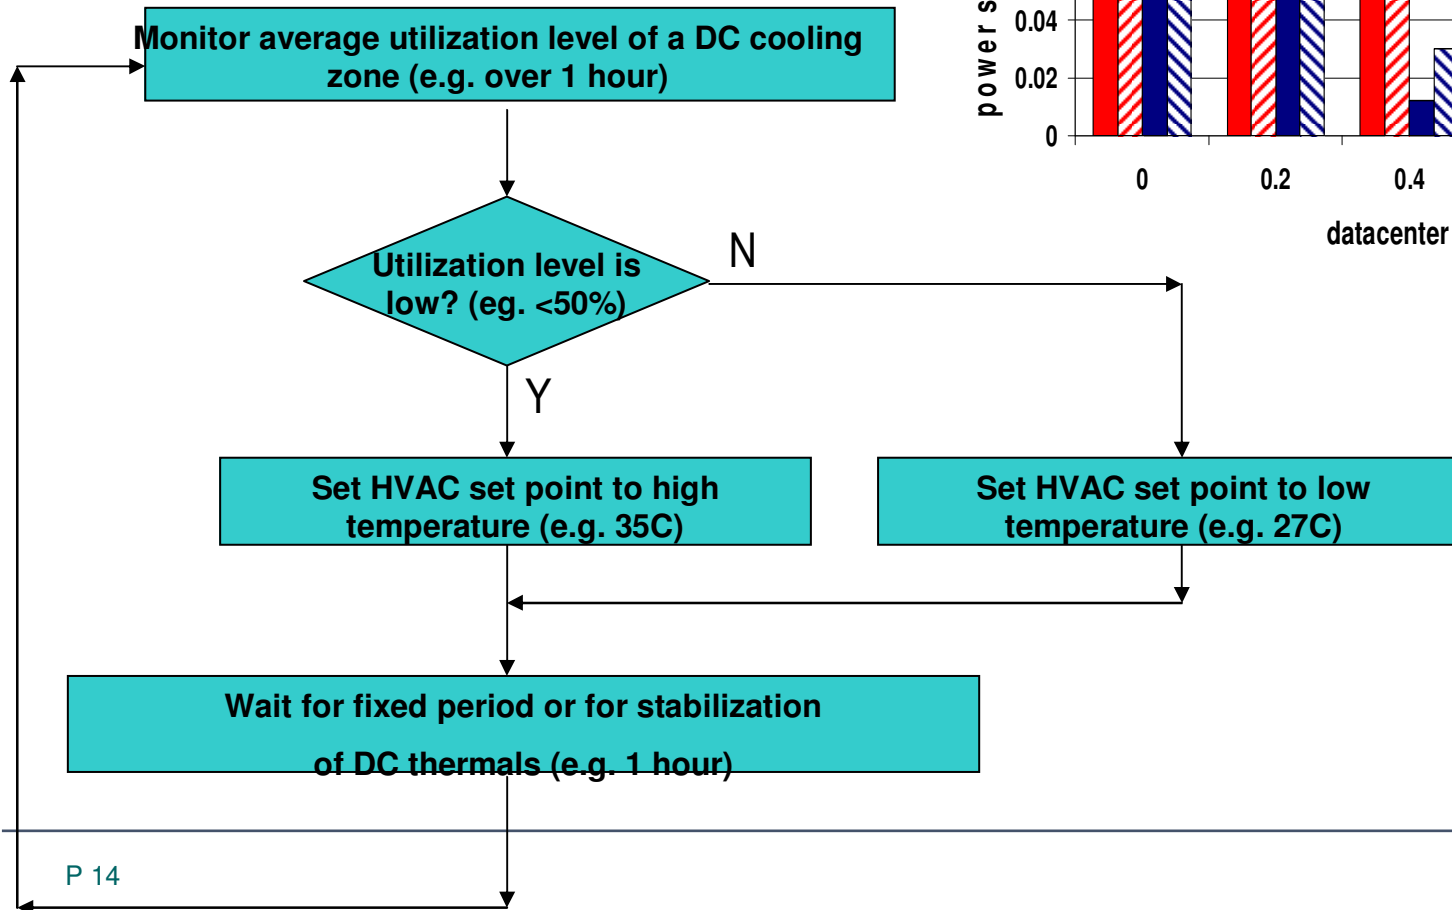 Monitor average utilization level of a DC cooling
zone (e.g. over 1 hour)
Utilization level is
low? (eg. <50%)
N
Y
Set HVAC set point to high
temperature (e.g. 35C)
Set HVAC set point to low
temperature (e.g. 27C)
Wait for fixed period or for stabilization
of DC thermals (e.g. 1 hour)
P 14
power s
0.04
0.02
0
0
0.2
0.4
datacenter